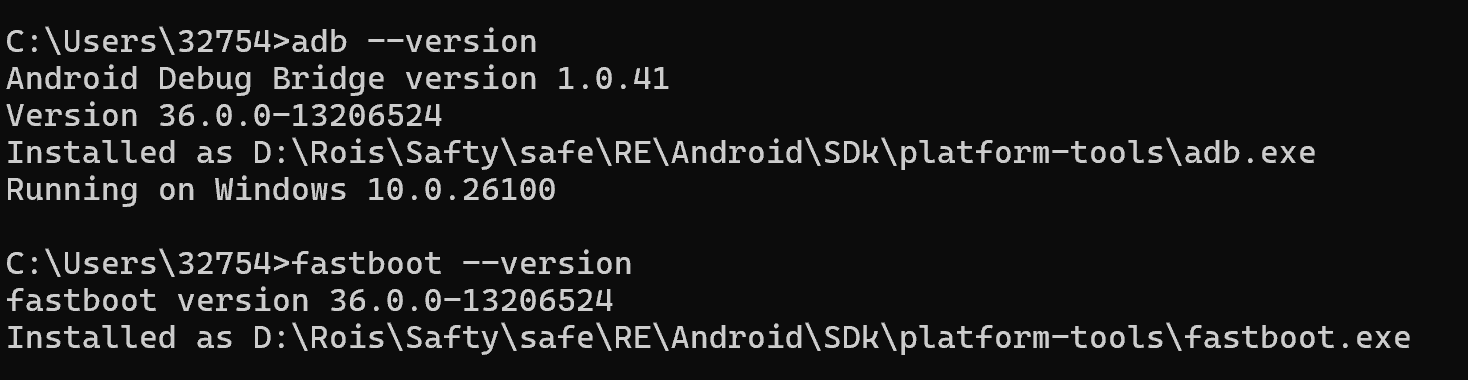 C:\Users\32754>adb --version
Android Debug Bridge version 1.0.41
Version 36.0.0-13206524
Installed as D:\Rois\Safty\safe\RE\Android\SDk\platform-tools\adb.exe
Running on Windows 10.0.26100
C:\Users\32754>fastboot --version
fastboot version 36.0.0-13206524
Installed as D:\Rois\Safty\safe\RE\Android\SDk\platform-tools\fastboot.exe